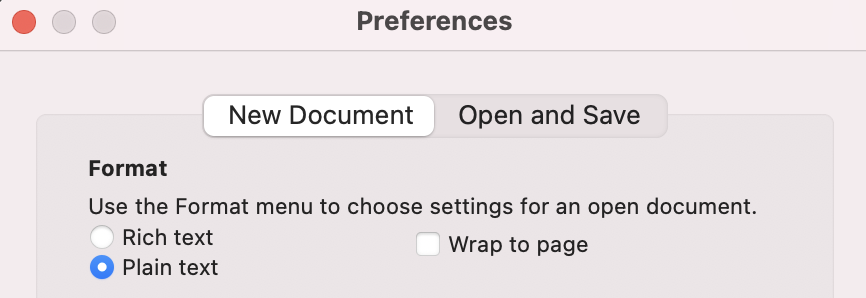 Preferences
New Document Open and Save
Format
Use the Format menu to choose settings for an open document.
Rich text Wrap to page
Plain text